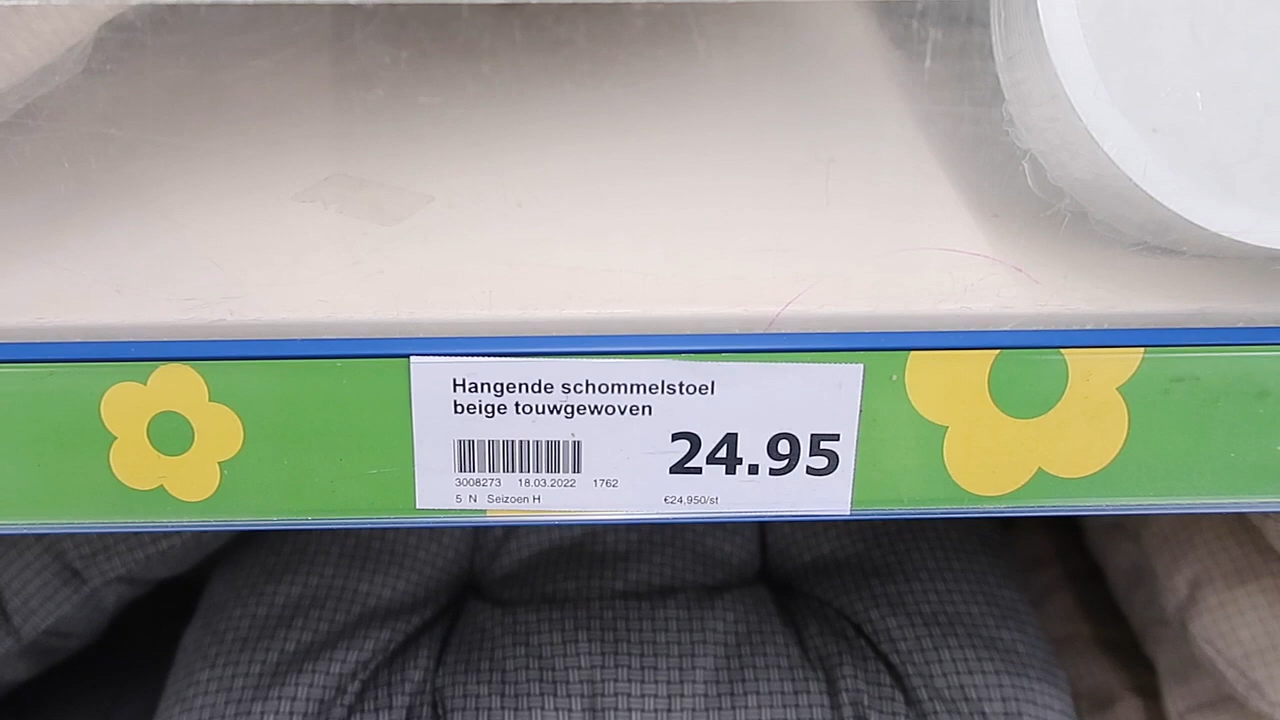 Hangende schommelstoel
beige touwgewoven
24.95
3008273 18.03.2022 1762
5 N Seizoen H
€24,950/st